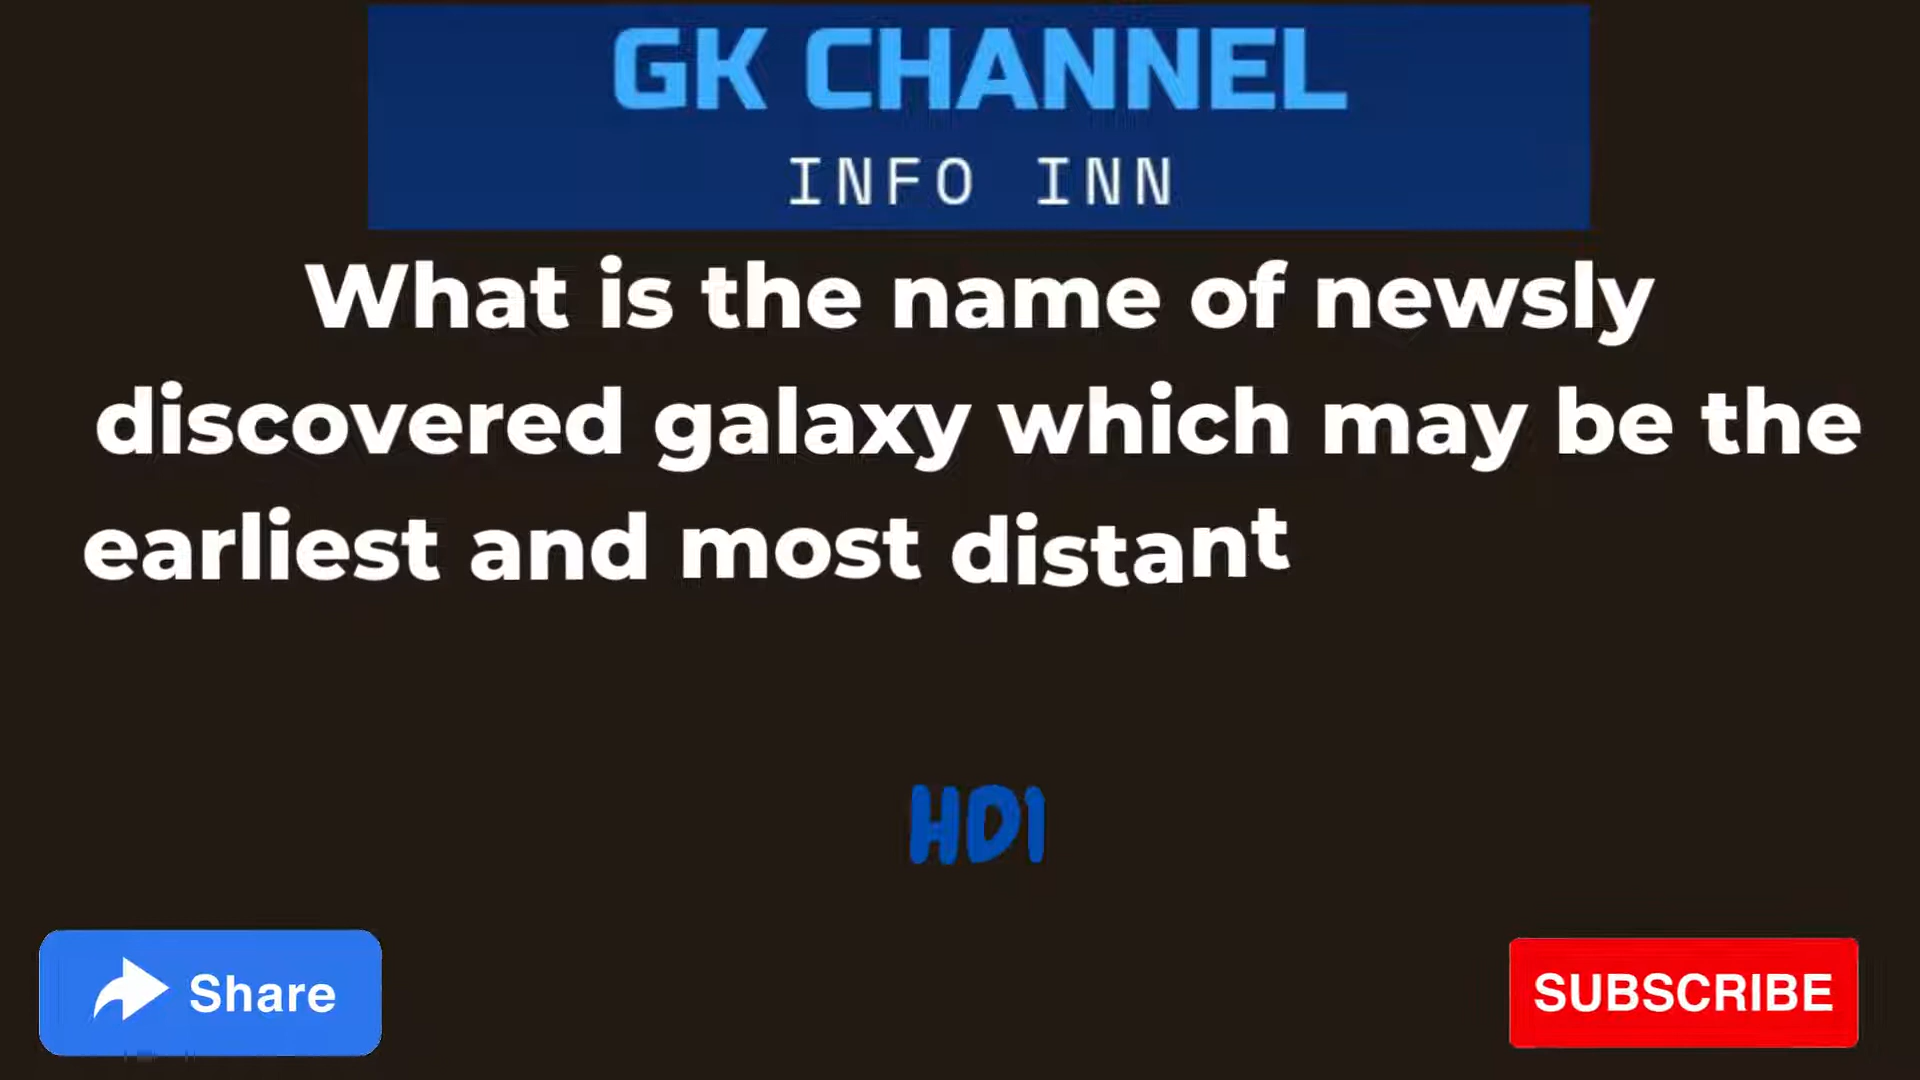 GK CHANNEL
INFO INN
What is the name of newsly
discovered galaxy which may be the
earliest and most distant
HD1
Share
SUBSCRIBE